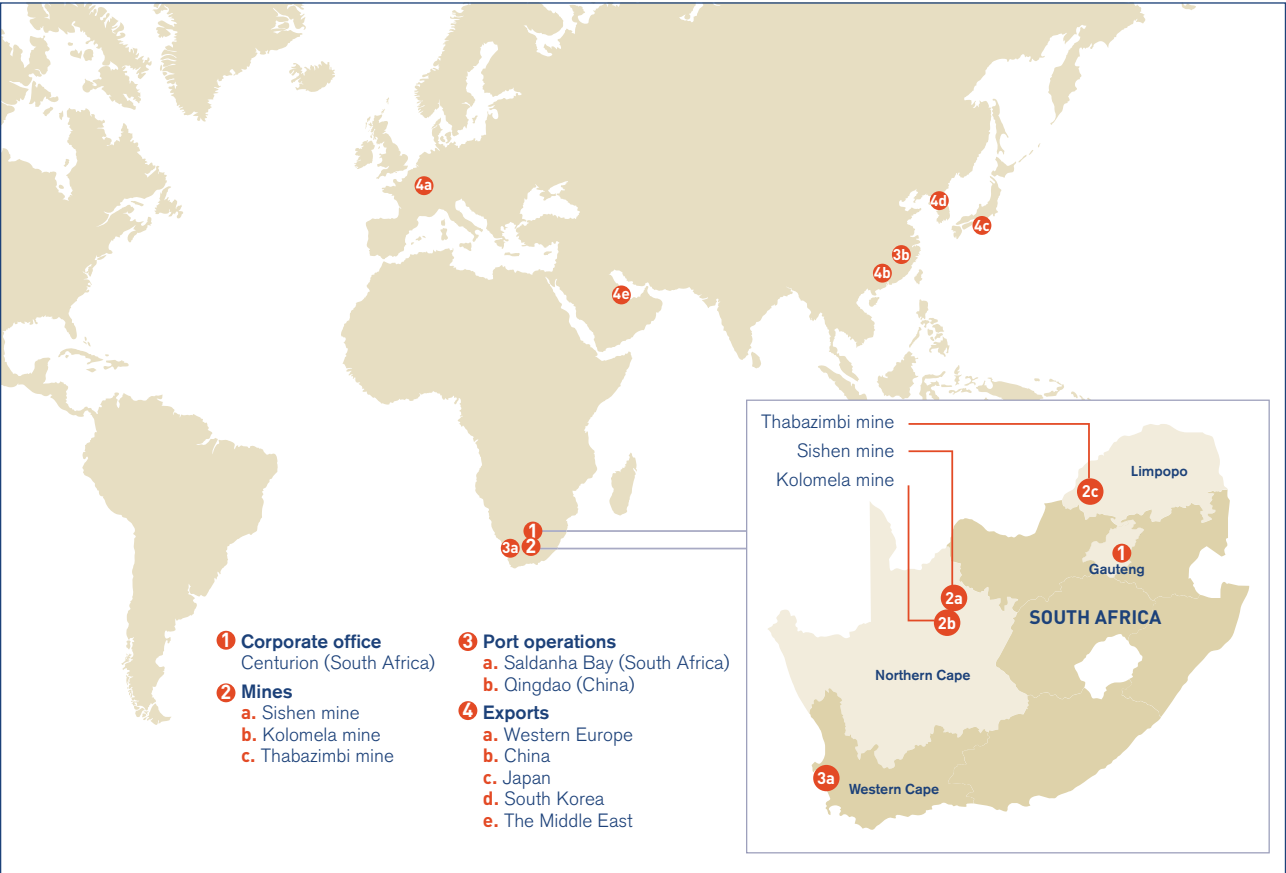 4a
4d
4c
3b
4b
4e
1
3a 2
Thabazimbi mine
Sishen mine
Kolomela mine
Limpopo
2c
1
Gauteng
2a
2b
SOUTH AFRICA
Northern Cape
3a
Western Cape
1 Corporate office
Centurion (South Africa)
2 Mines
a. Sishen mine
b. Kolomela mine
c. Thabazimbi mine
3 Port operations
a. Saldanha Bay (South Africa)
b. Qingdao (China)
4 Exports
a. Western Europe
b. China
c. Japan
d. South Korea
e. The Middle East